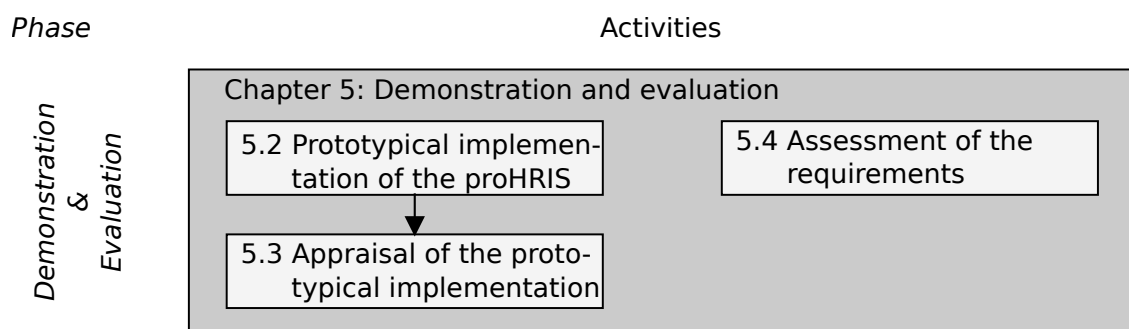 Phase
Activities
Demonstration
&
Evaluation
Chapter 5: Demonstration and evaluation
5.2 Prototypical implemen-
tation of the proHRIS
5.4 Assessment of the
requirements
5.3 Appraisal of the proto-
typical implementation